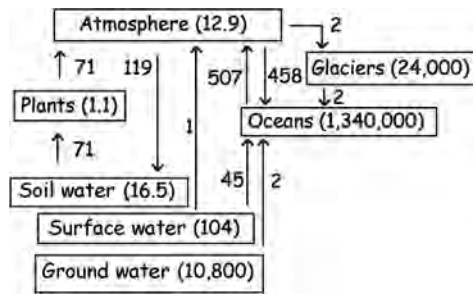 Atmosphere (12.9)
2
71
119
507
458
Glaciers (24,000)
Plants (1.1)
2
1
Oceans (1,340,000)
71
Soil water (16.5)
45
2
Surface water (104)
Ground water (10,800)